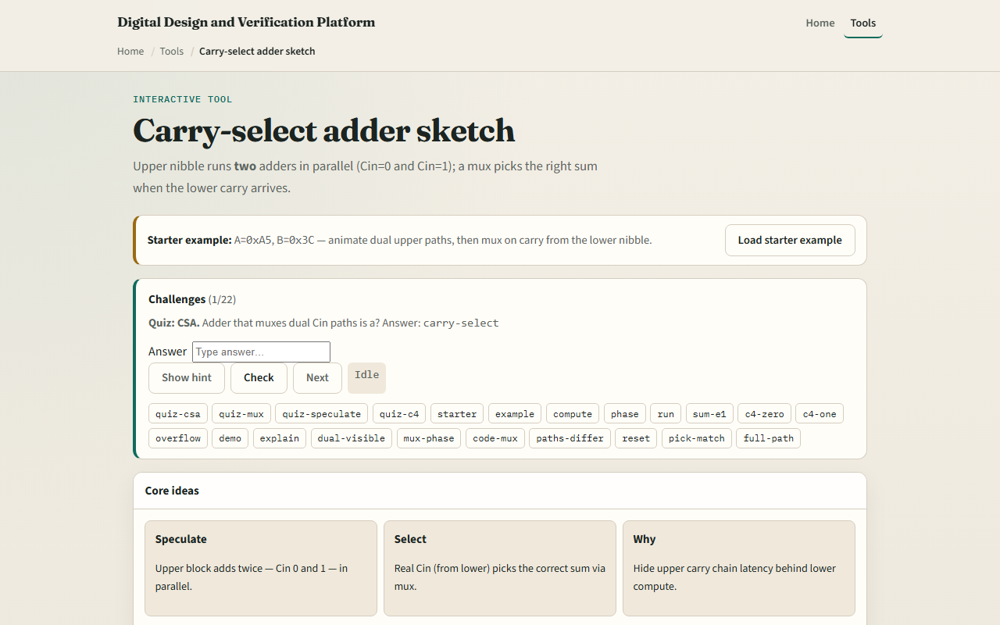 Digital Design and Verification Platform
Home
Tools
Home / Tools / Carry-select adder sketch
INTERACTIVE TOOL
Carry-select adder sketch
Upper nibble runs two adders in parallel (Cin=0 and Cin=1); a mux picks the right sum
when the lower carry arrives.
Starter example: A=0xA5, B=0x3C — animate dual upper paths, then mux on carry from the lower nibble.
Load starter example
Challenges (1/22)
Quiz: CSA. Adder that muxes dual Cin paths is a? Answer: carry-select
Answer Type answer...
Show hint Check Next Idle
quiz-csa quiz-mux quiz-speculate quiz-c4 starter example compute phase run sum-e1 c4-zero c4-one
overflow demo explain dual-visible mux-phase code-mux paths-differ reset pick-match full-path
Core ideas
Speculate
Upper block adds twice — Cin 0 and 1 — in
parallel.
Select
Real Cin (from lower) picks the correct sum via
mux.
Why
Hide upper carry chain latency behind lower
compute.